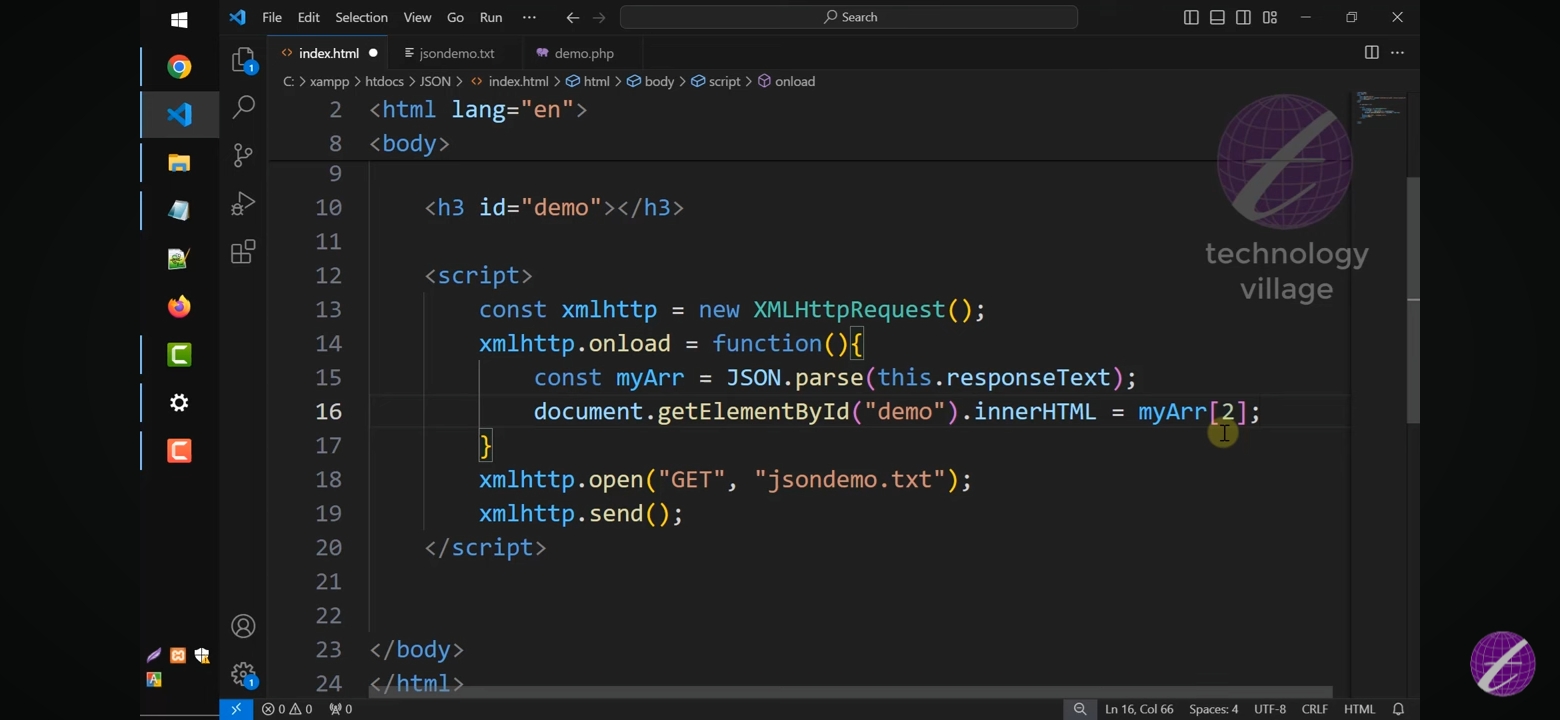 File Edit Selection View Go Run ··· Search
index.html jsondemo.txt demo.php
C: > xampp > htdocs > JSON > index.html > html > body > script > onload
2 <html lang="en">
8 <body>
9
10 <h3 id="demo"></h3>
11
12 <script>
13 const xmlhttp = new XMLHttpRequest();
14 xmlhttp.onload = function(){
15 const myArr = JSON.parse(this.responseText);
16 document.getElementById("demo").innerHTML = myArr[2];
17 }
18 xmlhttp.open("GET", "jsondemo.txt");
19 xmlhttp.send();
20 </script>
21
22
23 </body>
24 </html>
technology
village
1
1
0 0 0 Ln 16, Col 66 Spaces: 4 UTF-8 CRLF HTML